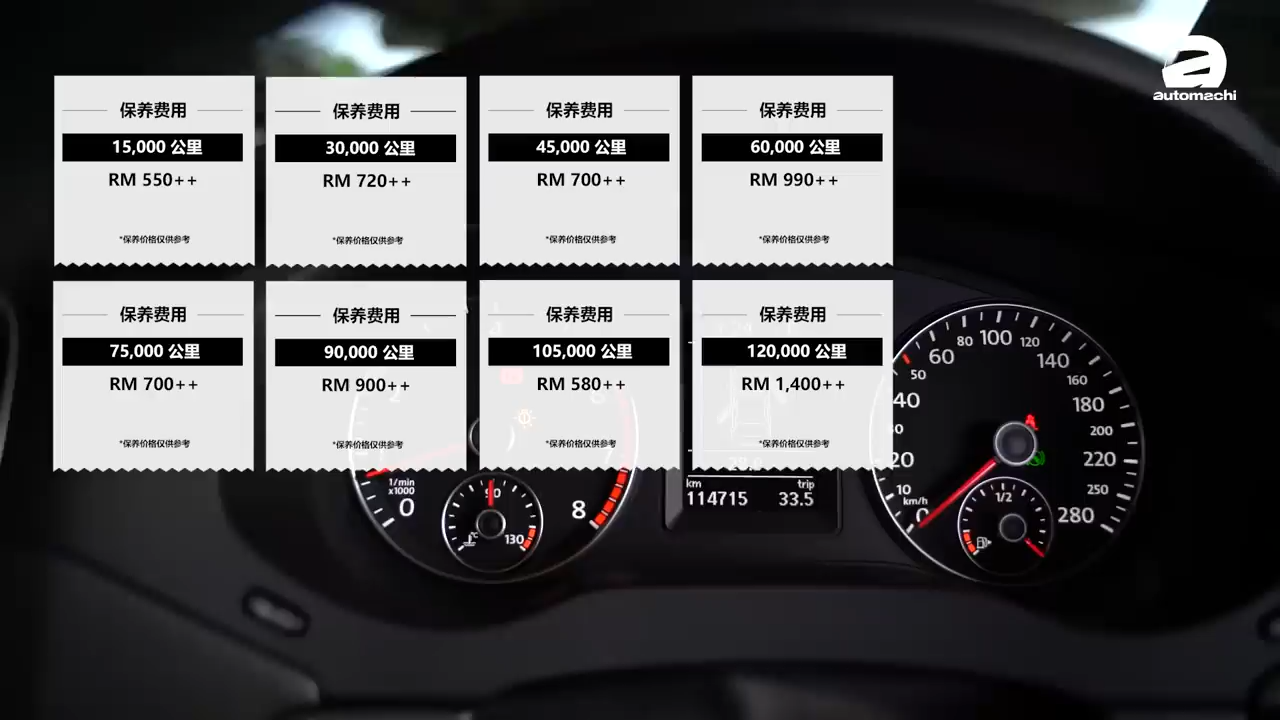 automachi
保养费用
15,000 公里
RM 550++
*保养价格仅供参考
保养费用
30,000 公里
RM 720++
*保养价格仅供参考
保养费用
45,000 公里
RM 700++
*保养价格仅供参考
保养费用
60,000 公里
RM 990++
*保养价格仅供参考
保养费用
75,000 公里
RM 700++
*保养价格仅供参考
保养费用
90,000 公里
RM 900++
*保养价格仅供参考
保养费用
105,000 公里
RM 580++
*保养价格仅供参考
保养费用
120,000 公里
RM 1,400++
*保养价格仅供参考
1/min
x1000
0
8
90
130
km
trip
114715
33.5
10
20
40
50
60
80
100
120
140
160
180
200
220
250
280
km/h
0
1/2